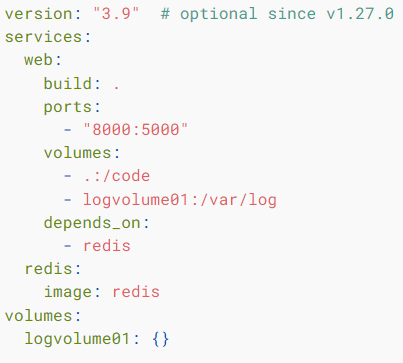 version: "3.9"  # optional since v1.27.0
services:
  web:
    build: .
    ports:
      - "8000:5000"
    volumes:
      - .:/code
      - logvolume01:/var/log
    depends_on:
      - redis
  redis:
    image: redis
volumes:
  logvolume01: {}